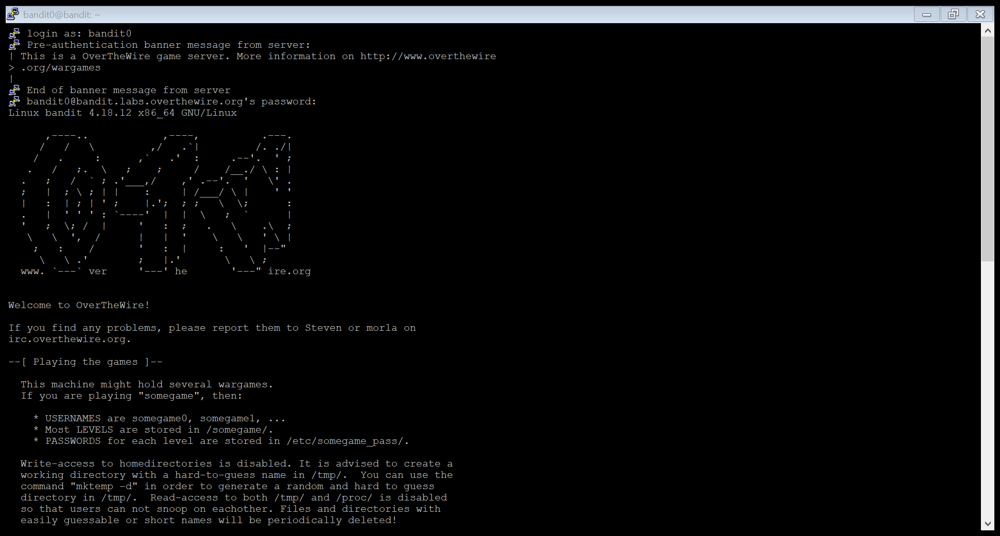 bandit0@bandit: ~
login as: bandit0
Pre-authentication banner message from server:
| This is a OverTheWire game server. More information on http://www.overthewire
> .org/wargames
|
End of banner message from server
bandit0@bandit.labs.overthewire.org's password:
Linux bandit 4.18.12 x86_64 GNU/Linux
      ,----..            ,----,          .---.
     /   /   \         ,/   .`|         /. ./|
    /   .     :      ,`   .'  :     .--'.  ' ;
   .   /   ;.  \   ;    ;     /    /__./ \ : |
  .   ;   /  ` ; .'___,/    ,' .--'.  '   \' .
  ;   |  ; \ ; | |    :     | /___/ \ |    ' '
  |   :  | ; | ' ;    |.';  ; ;   \  \;      :
  .   |  ' ' ' : `----'  |  |  \   ;  `      |
  '   ;  \; /  |     '   :  ;   .   \    .\  ;
   \   \  ',  /      |   |  '    \   \   ' \ |
    ;   :    /       '   :  |     :   '  |--"
     \   \ .'        ;   |.'       \   \ ;
  www. `---` ver     '---' he       '---" ire.org
Welcome to OverTheWire!
If you find any problems, please report them to Steven or morla on
irc.overthewire.org.
--[ Playing the games ]--
  This machine might hold several wargames.
  If you are playing "somegame", then:
    * USERNAMES are somegame0, somegame1, ...
    * Most LEVELS are stored in /somegame/.
    * PASSWORDS for each level are stored in /etc/somegame_pass/.
  Write-access to homedirectories is disabled. It is advised to create a
  working directory with a hard-to-guess name in /tmp/.  You can use the
  command "mktemp -d" in order to generate a random and hard to guess
  directory in /tmp/.  Read-access to both /tmp/ and /proc/ is disabled
  so that users can not snoop on eachother. Files and directories with
  easily guessable or short names will be periodically deleted!